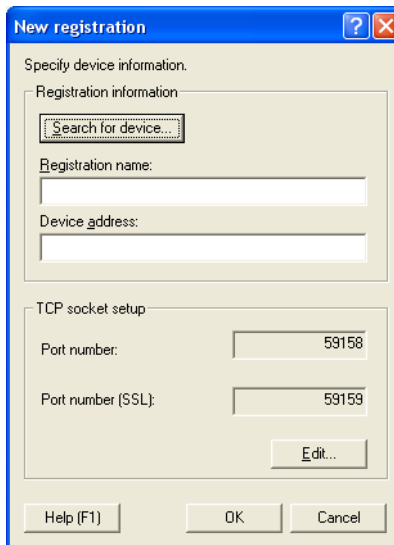 New registration
Specify device information.
Registration information
Search for device...
Registration name:
Device address:
TCP socket setup
Port number: 59158
Port number (SSL): 59159
Edit...
Help (F1) OK Cancel